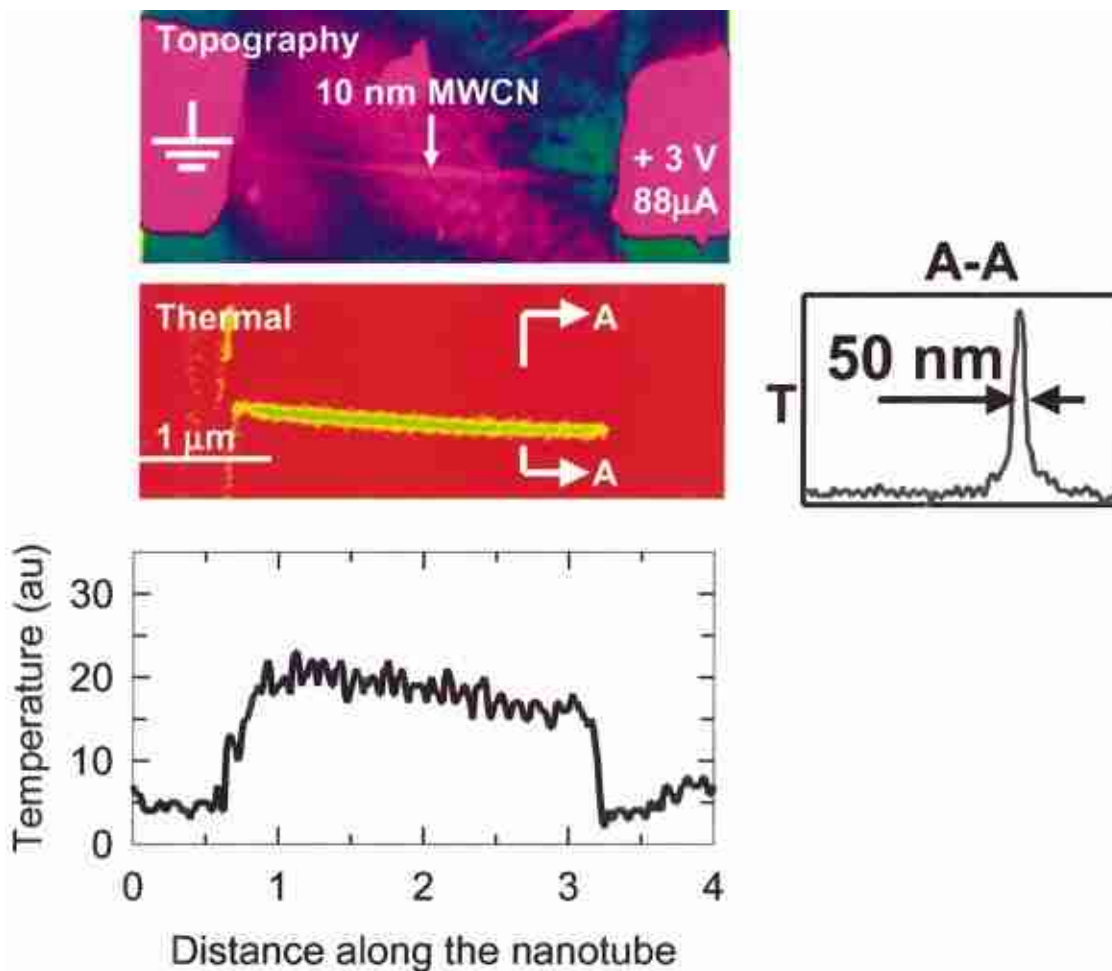 Topography
10 nm MWCN
+ 3 V
88μA
Thermal
A
1 μm
A
A-A
50 nm
T
Temperature (au)
30
20
10
0
0 1 2 3 4
Distance along the nanotube